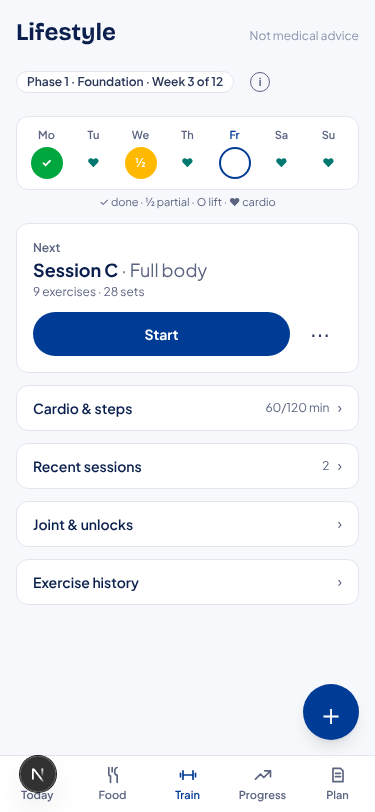 Lifestyle
Not medical advice
Phase 1 · Foundation · Week 3 of 12
i
Mo Tu We Th Fr Sa Su
✓ ♥ ½ ♥ ♥ ♥
✓ done · ½ partial · O lift · ♥ cardio
Next
Session C · Full body
9 exercises · 28 sets
Start
...
Cardio & steps 60/120 min ›
Recent sessions 2 ›
Joint & unlocks ›
Exercise history ›
+
N
Today Food Train Progress Plan